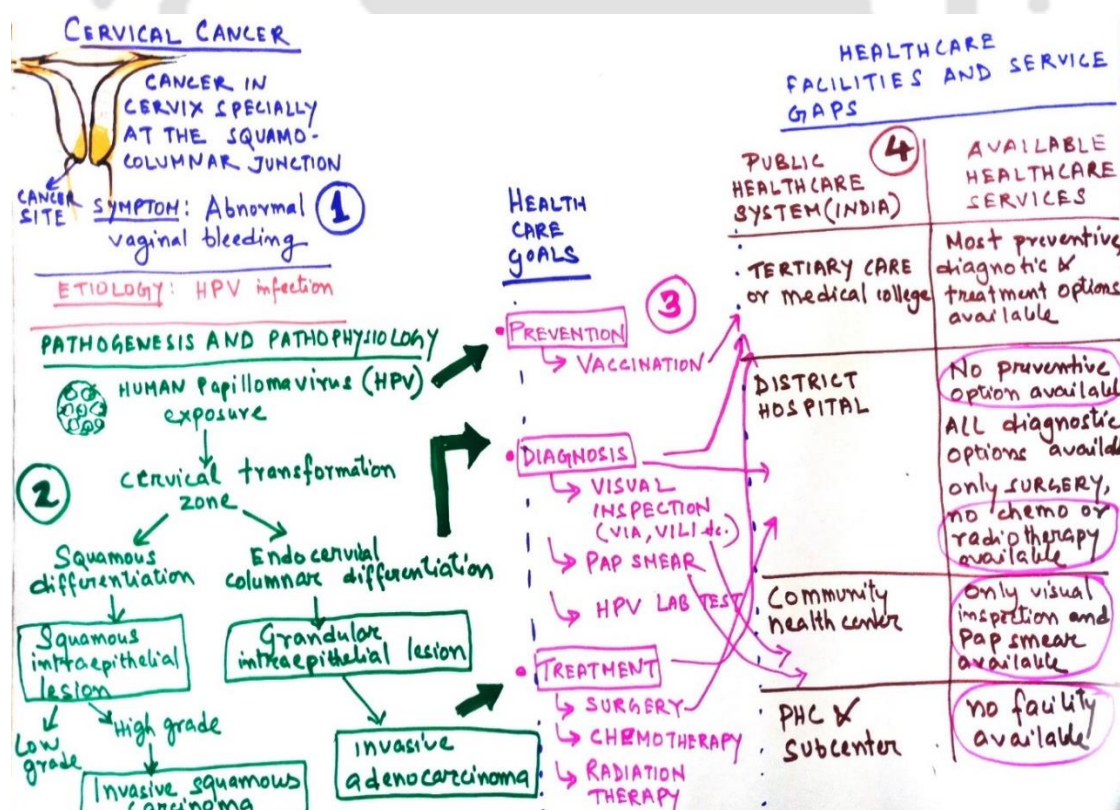 CERVICAL CANCER
CANCER IN
CERVIX SPECIALLY
AT THE SQUAMO-
COLUMNAR JUNCTION
CANCER
SITE
SYMPTOM: Abnormal
vaginal bleeding
1
ETIOLOGY: HPV infection
PATHOGENESIS AND PATHOPHYSIOLOGY
HUMAN Papillomavirus (HPV)
exposure
2
cervical transformation
zone
Squamous
differentiation
Endocervical
columnar differentiation
Squamous
intraepithelial
lesion
Grandular
intraepithelial lesion
Low
grade
High grade
Invasive squamous
carcinoma
invasive
adenocarcinoma
HEALTH
CARE
GOALS
3
PREVENTION
VACCINATION
DIAGNOSIS
VISUAL
INSPECTION
(VIA, VILI etc.)
PAP SMEAR
HPV LAB TEST
TREATMENT
SURGERY
CHEMOTHERAPY
RADIATION
THERAPY
HEALTHCARE
FACILITIES AND SERVICE
GAPS
4
PUBLIC
HEALTHCARE
SYSTEM (INDIA)
AVAILABLE
HEALTHCARE
SERVICES
TERTIARY CARE
or medical college
Most preventive,
diagnotic &
treatment options
available
DISTRICT
HOSPITAL
No preventive
option availabl
ALL diagnostic
options availab
only SURGERY,
no chemo or
radiotherapy
available
Community
health center
Only visual
inspection and
Pap smear
available
PHC &
Subcenter
no facility
available